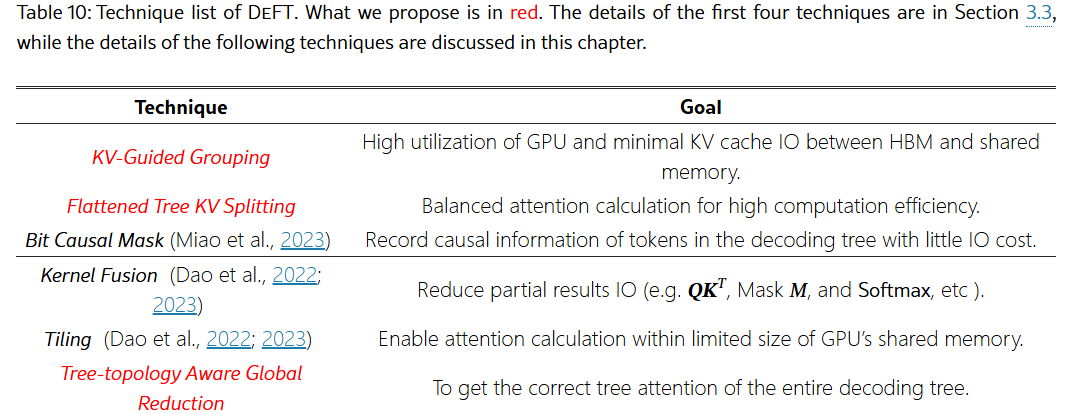 Table 10: Technique list of DEFT. What we propose is in red. The details of the first four techniques are in Section 3.3,
while the details of the following techniques are discussed in this chapter.
Technique Goal
KV-Guided Grouping High utilization of GPU and minimal KV cache IO between HBM and shared
memory.
Flattened Tree KV Splitting Balanced attention calculation for high computation efficiency.
Bit Causal Mask (Miao et al., 2023) Record causal information of tokens in the decoding tree with little IO cost.
Kernel Fusion (Dao et al., 2022;
2023) Reduce partial results IO (e.g. QKᵀ, Mask M, and Softmax, etc ).
Tiling (Dao et al., 2022; 2023) Enable attention calculation within limited size of GPU’s shared memory.
Tree-topology Aware Global
Reduction To get the correct tree attention of the entire decoding tree.